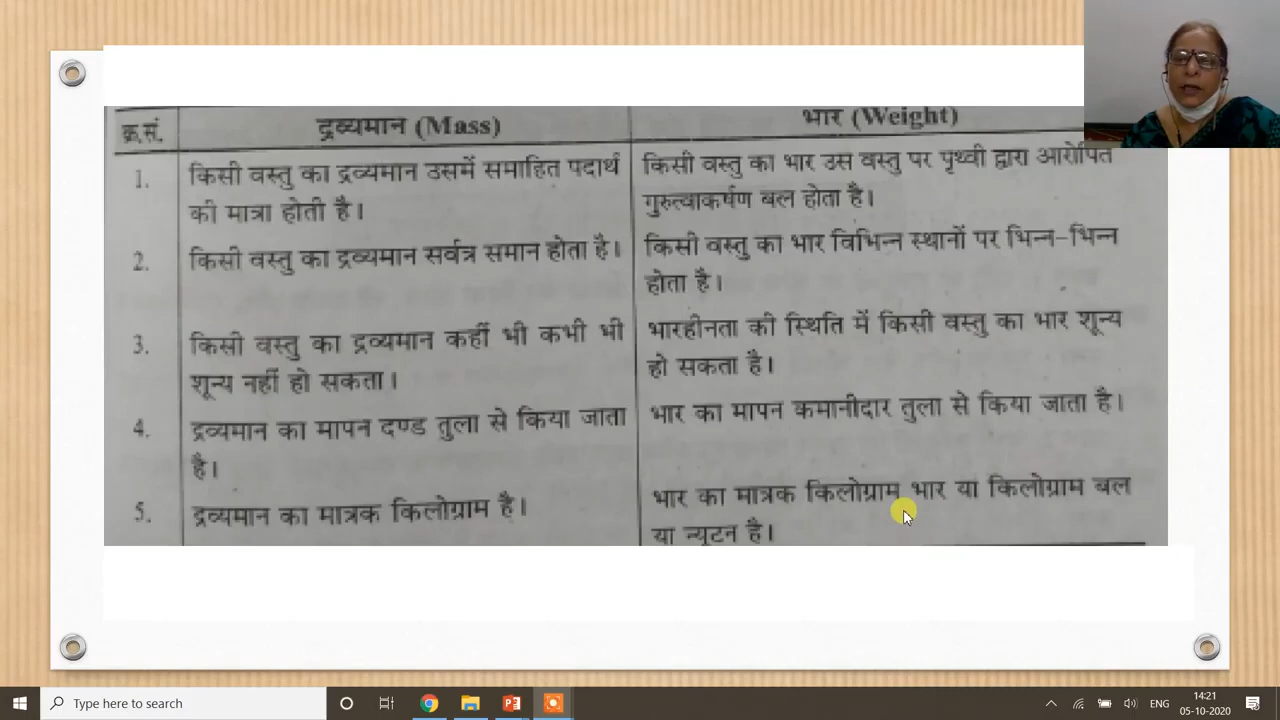 क्र.सं. द्रव्यमान (Mass) भार (Weight)
1. किसी वस्तु का द्रव्यमान उसमें समाहित पदार्थ
की मात्रा होती है।
किसी वस्तु का भार उस वस्तु पर पृथ्वी द्वारा आरोपित
गुरुत्वाकर्षण बल होता है।
2. किसी वस्तु का द्रव्यमान सर्वत्र समान होता है।
किसी वस्तु का भार विभिन्न स्थानों पर भिन्न-भिन्न
होता है।
3. किसी वस्तु का द्रव्यमान कहीं भी कभी भी
शून्य नहीं हो सकता।
भारहीनता की स्थिति में किसी वस्तु का भार शून्य
हो सकता है।
4. द्रव्यमान का मापन दण्ड तुला से किया जाता
है।
भार का मापन कमानीदार तुला से किया जाता है।
5. द्रव्यमान का मात्रक किलोग्राम है।
भार का मात्रक किलोग्राम भार या किलोग्राम बल
या न्यूटन है।
Type here to search
ENG
14:21
05-10-2020